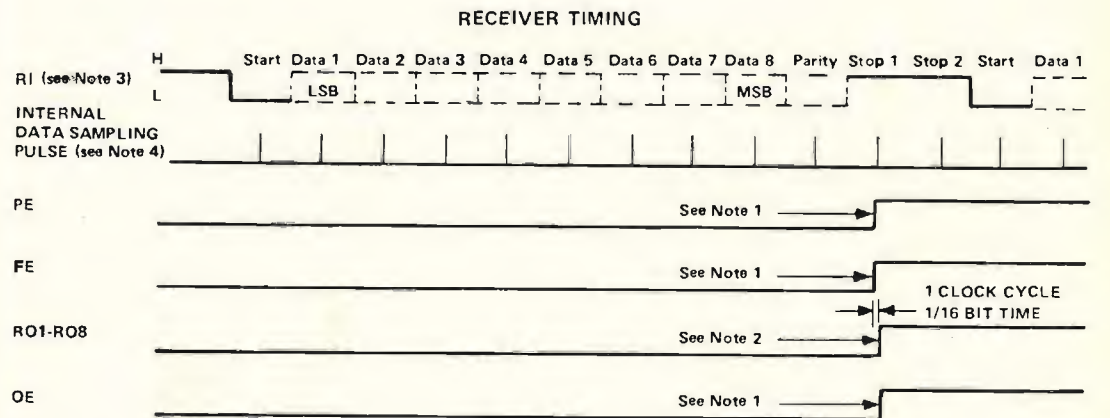 RECEIVER TIMING
H Start Data 1 Data 2 Data 3 Data 4 Data 5 Data 6 Data 7 Data 8 Parity Stop 1 Stop 2 Start Data 1
RI (see Note 3)
L LSB MSB
INTERNAL
DATA SAMPLING
PULSE (see Note 4)
PE See Note 1
FE See Note 1
1 CLOCK CYCLE
1/16 BIT TIME
RO1-RO8 See Note 2
OE See Note 1